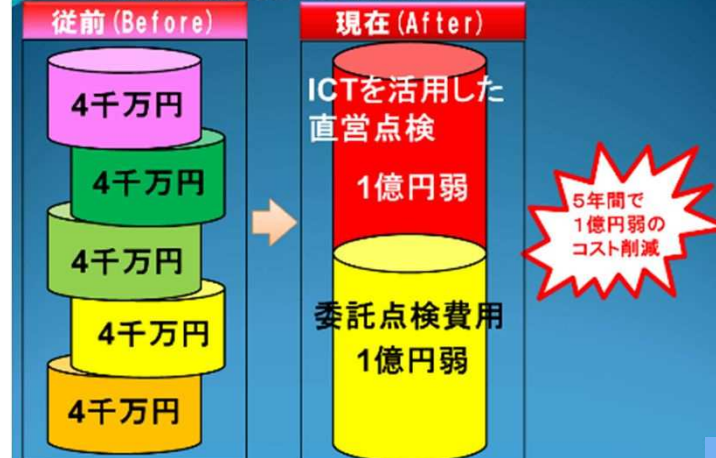 従前(Before)
4千万円
4千万円
4千万円
4千万円
4千万円
現在(After)
ICTを活用した
直営点検
1億円弱
委託点検費用
1億円弱
5年間で
1億円弱の
コスト削減